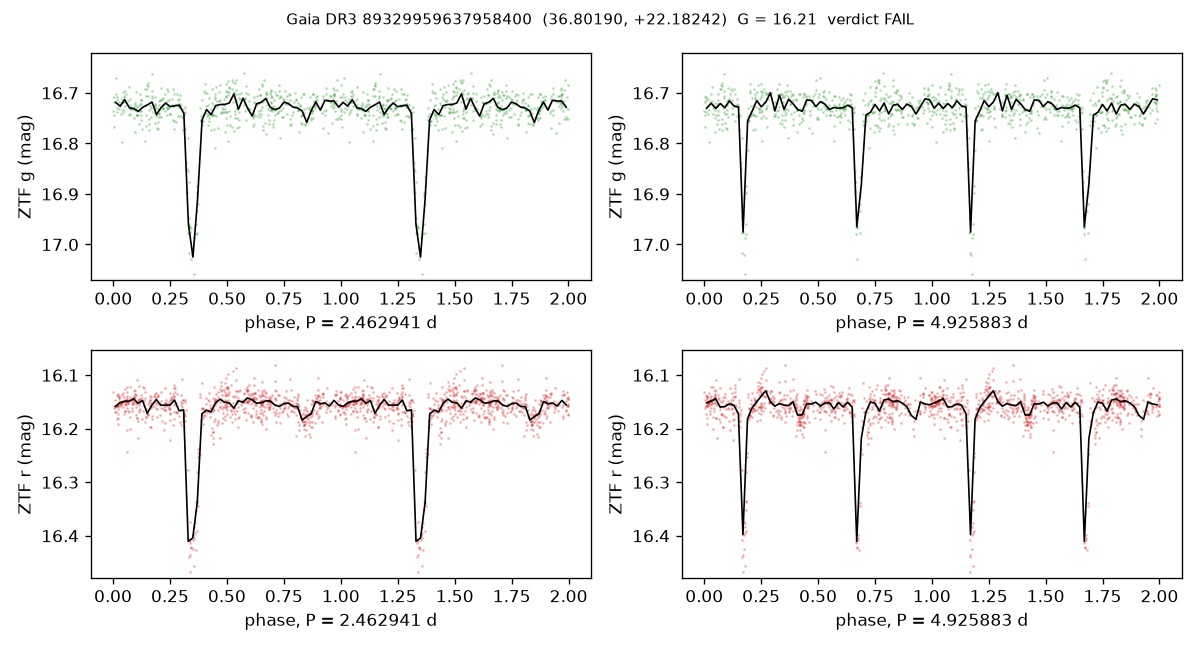 Gaia DR3 89329959637958400 (36.80190, +22.18242) G = 16.21 verdict FAIL
ZTF g (mag)
16.7
16.8
16.9
17.0
0.00 0.25 0.50 0.75 1.00 1.25 1.50 1.75 2.00
phase, P = 2.462941 d
ZTF g (mag)
16.7
16.8
16.9
17.0
0.00 0.25 0.50 0.75 1.00 1.25 1.50 1.75 2.00
phase, P = 4.925883 d
ZTF r (mag)
16.1
16.2
16.3
16.4
0.00 0.25 0.50 0.75 1.00 1.25 1.50 1.75 2.00
phase, P = 2.462941 d
ZTF r (mag)
16.1
16.2
16.3
16.4
0.00 0.25 0.50 0.75 1.00 1.25 1.50 1.75 2.00
phase, P = 4.925883 d